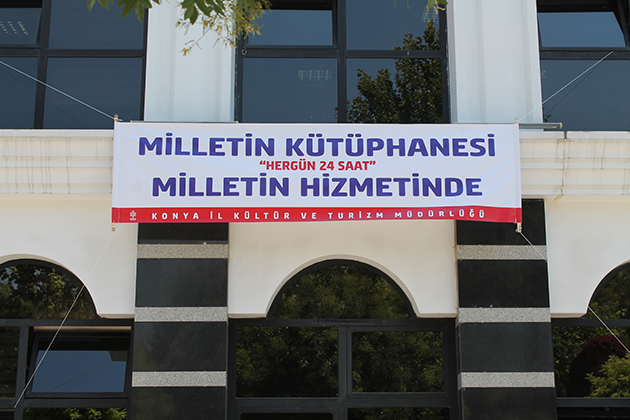 MİLLETİN KÜTÜPHANESİ
“HERGÜN 24 SAAT”
MİLLETİN HİZMETİNDE
KONYA İL KÜLTÜR VE TURİZM MÜDÜRLÜĞÜ